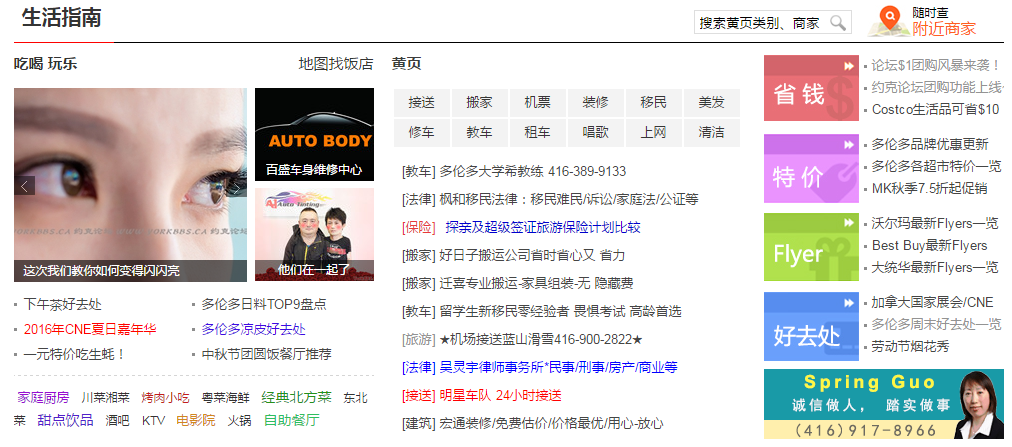 生活指南
搜索黄页类别、商家
随时查
附近商家
吃喝 玩乐
地图找饭店
AUTO BODY
百盛车身维修中心
YORKBBS.CA 约克论坛
这次我们教你如何变得闪闪亮
Auto Tinting
他们在一起了
下午茶好去处
多伦多日料TOP9盘点
2016年CNE夏日嘉年华
多伦多凉皮好去处
一元特价吃生蚝！
中秋节团圆饭餐厅推荐
家庭厨房 川菜湘菜 烤肉小吃 粤菜海鲜 经典北方菜 东北
菜 甜点饮品 酒吧 KTV 电影院 火锅 自助餐厅
黄页
接送 搬家 机票 装修 移民 美发
修车 教车 租车 唱歌 上网 清洁
[教车] 多伦多大学希教练 416-389-9133
[法律] 枫和移民法律：移民难民/诉讼/家庭法/公证等
[保险] 探亲及超级签证旅游保险计划比较
[搬家] 好日子搬运公司省时省心又 省力
[搬家] 迁喜专业搬运-家具组装-无 隐藏费
[教车] 留学生新移民零经验者 畏惧考试 高龄首选
[旅游] ★机场接送蓝山滑雪416-900-2822★
[法律] 吴灵宇律师事务所*民事/刑事/房产/商业等
[接送] 明星车队 24小时接送
[建筑] 宏通装修/免费估价/价格最优/用心-放心
省钱
$
论坛$1团购风暴来袭！
约克论坛团购功能上线
Costco生活品可省$10
特价
多伦多品牌优惠更新
多伦多各超市特价一览
MK秋季7.5折起促销
Flyer
沃尔玛最新Flyers一览
Best Buy最新Flyers
大统华最新Flyers一览
好去处
加拿大国家展会/CNE
多伦多周末好去处一览
劳动节烟花秀
Spring Guo
诚信做人， 踏实做事
(416)917-8966